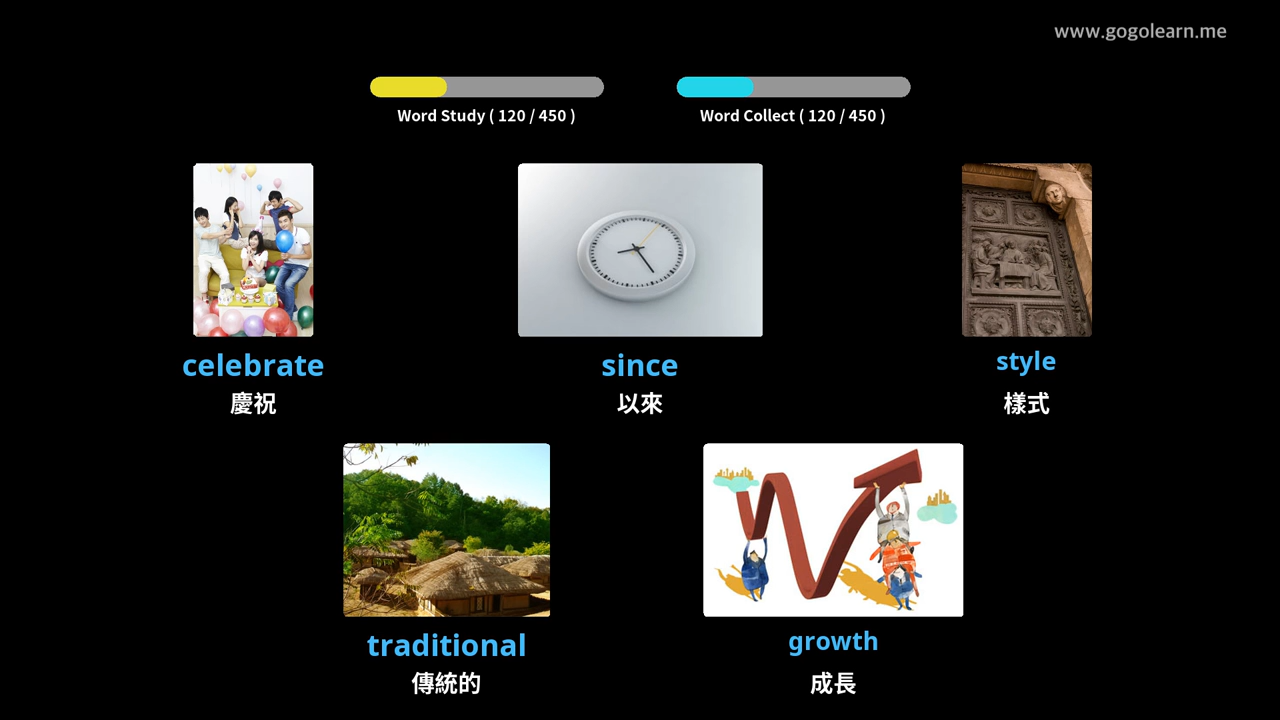 www.gogolearn.me
Word Study ( 120 / 450 )
Word Collect ( 120 / 450 )
celebrate
慶祝
since
以來
style
樣式
traditional
傳統的
growth
成長